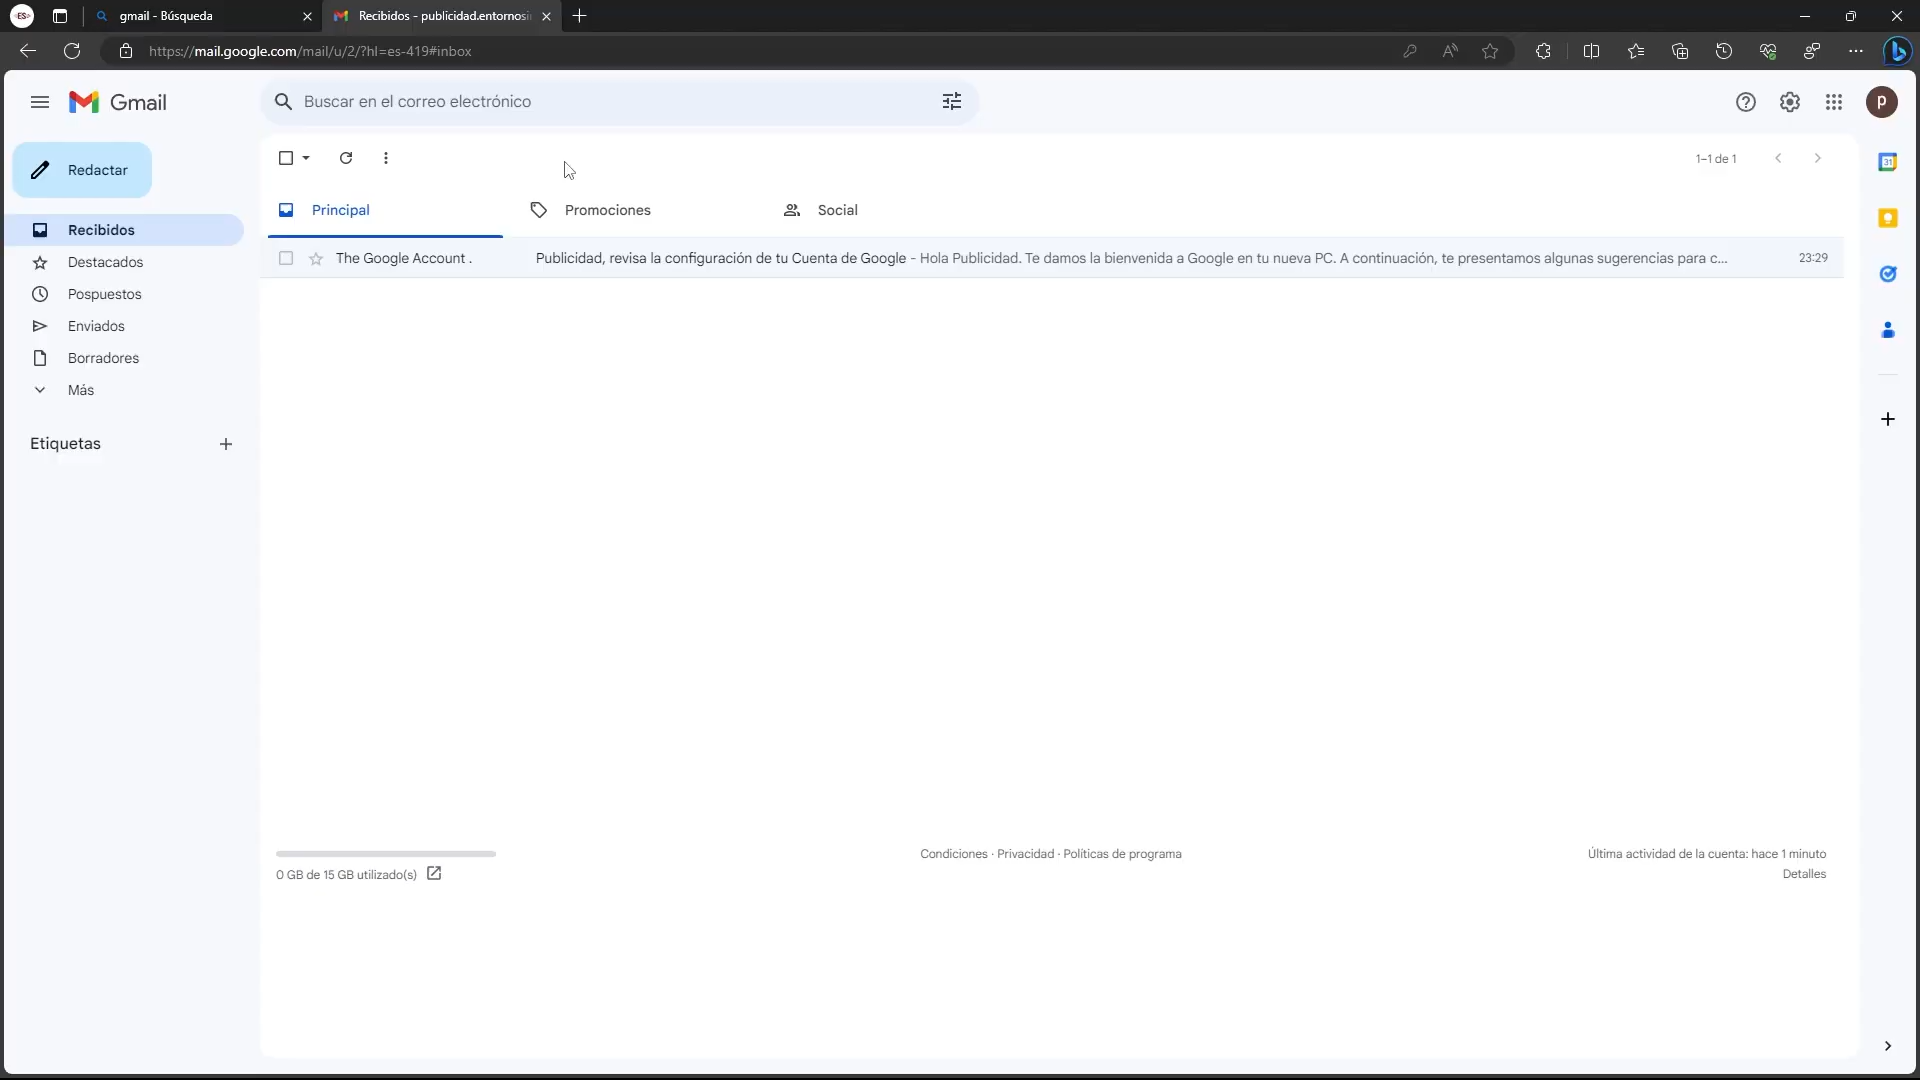 gmail - Búsqueda
Recibidos - publicidad.entornosi
https://mail.google.com/mail/u/2/?hl=es-419#inbox
Gmail
Buscar en el correo electrónico
p
Redactar
1–1 de 1
Principal
Promociones
Social
Recibidos
The Google Account .
Publicidad, revisa la configuración de tu Cuenta de Google - Hola Publicidad. Te damos la bienvenida a Google en tu nueva PC. A continuación, te presentamos algunas sugerencias para c...
23:29
Destacados
Pospuestos
Enviados
Borradores
Más
Etiquetas
0 GB de 15 GB utilizado(s)
Condiciones · Privacidad · Políticas de programa
Última actividad de la cuenta: hace 1 minuto
Detalles